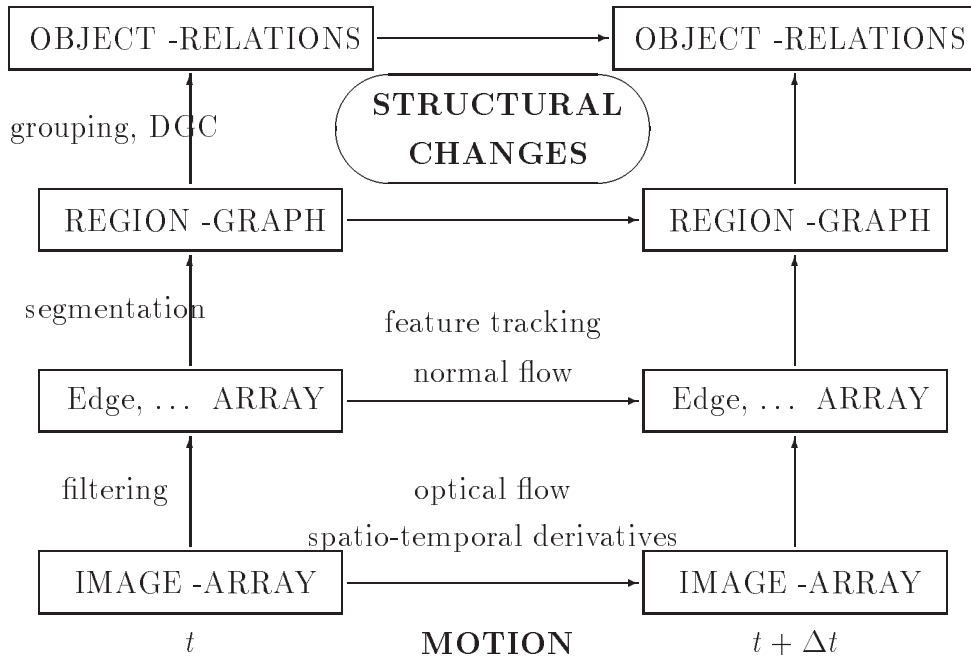 OBJECT -RELATIONS OBJECT -RELATIONS
STRUCTURAL
grouping, DGC
CHANGES
REGION -GRAPH REGION -GRAPH
segmentation
feature tracking
normal flow
Edge, ... ARRAY Edge, ... ARRAY
filtering optical flow
spatio-temporal derivatives
IMAGE -ARRAY IMAGE -ARRAY
t MOTION t + Δt